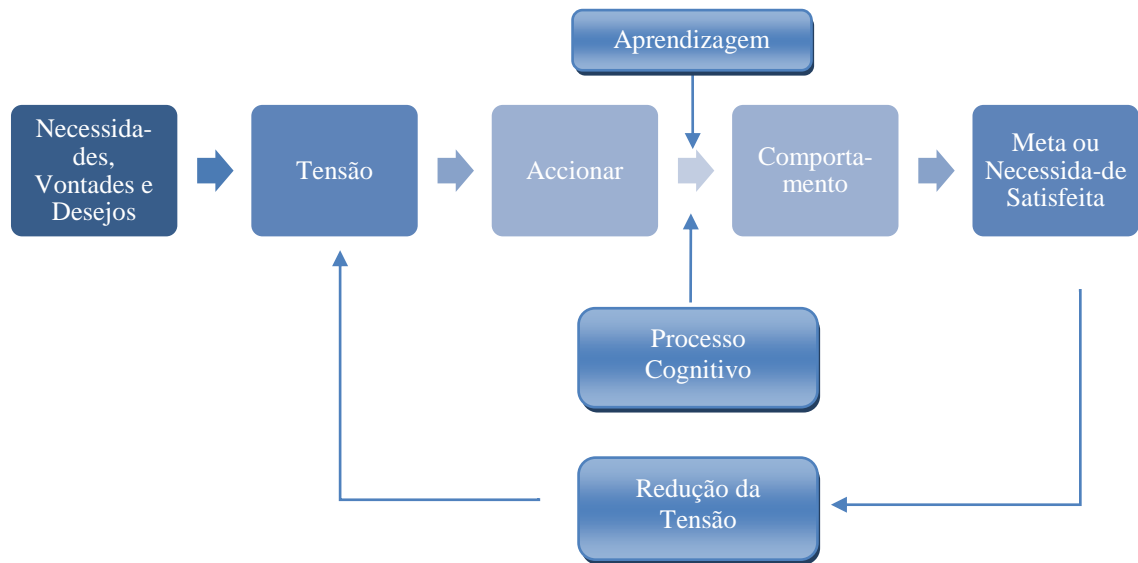 Aprendizagem
Necessida-
des,
Vontades e
Desejos
Tensão
Accionar
Comporta-
mento
Meta ou
Necessida-de
Satisfeita
Processo
Cognitivo
Redução da
Tensão